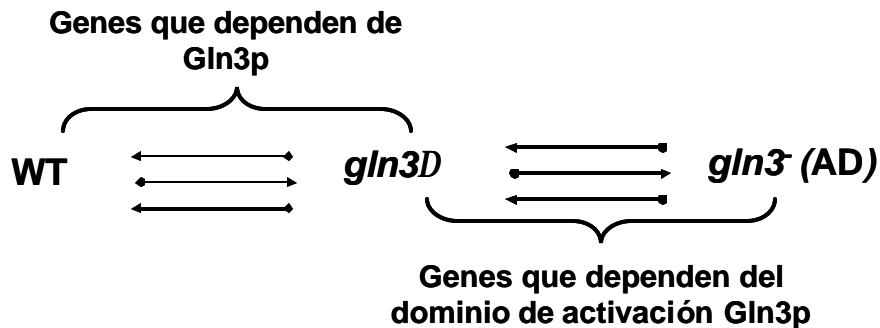 Genes que dependen de
Gln3p
WT
gln3D
gln3- (AD)
Genes que dependen del
dominio de activación Gln3p